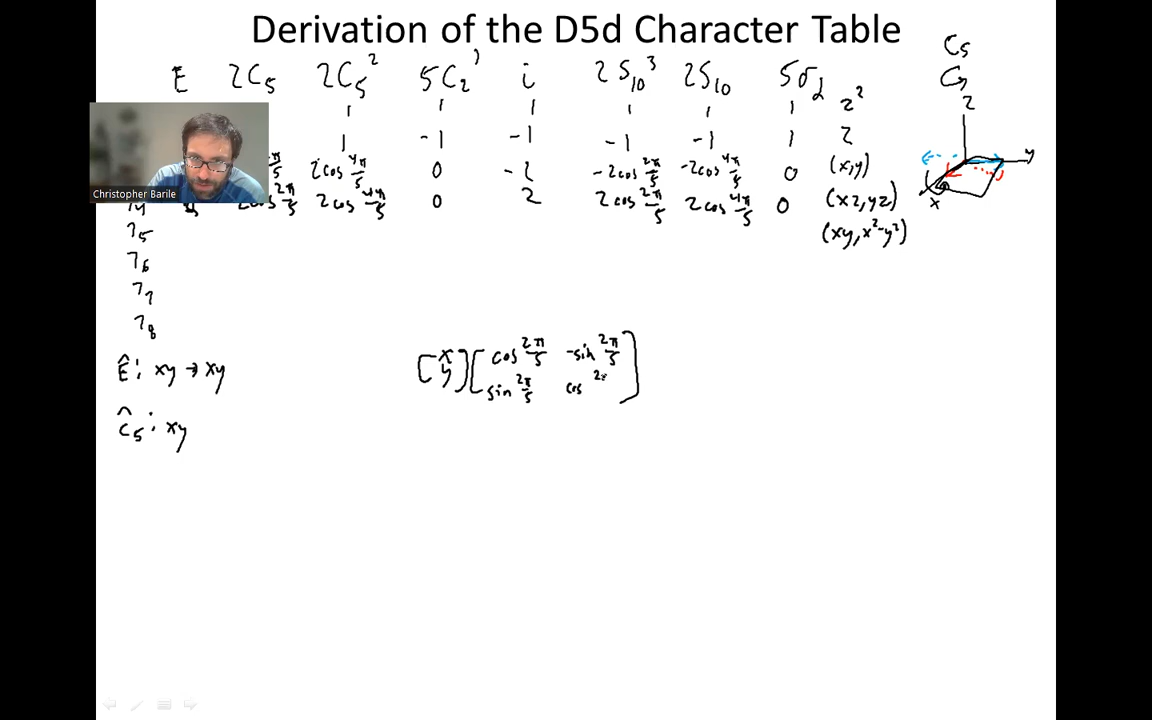 Derivation of the D5d Character Table
C₅
E 2C₅ 2C₅² 5C₂' i 2S₁₀³ 2S₁₀ 5σd
z
1 1 1 1 1 1 z²
1 -1 -1 -1 -1 1 z
y
π/5 2cos 4π/5 0 -2 -2cos 2π/5 -2cos 4π/5 0 (x,y)
Christopher Barile
2π/5 2cos 4π/5 0 2 2cos 2π/5 2cos 4π/5 0 (xz,yz)
x
Γ₅ (xy, x²-y²)
Γ₆
Γ₇
Γ₈
Ê: xy → xy
[x y] [cos 2π/5 -sin 2π/5
sin 2π/5 cos 2
Ĉ₅: xy